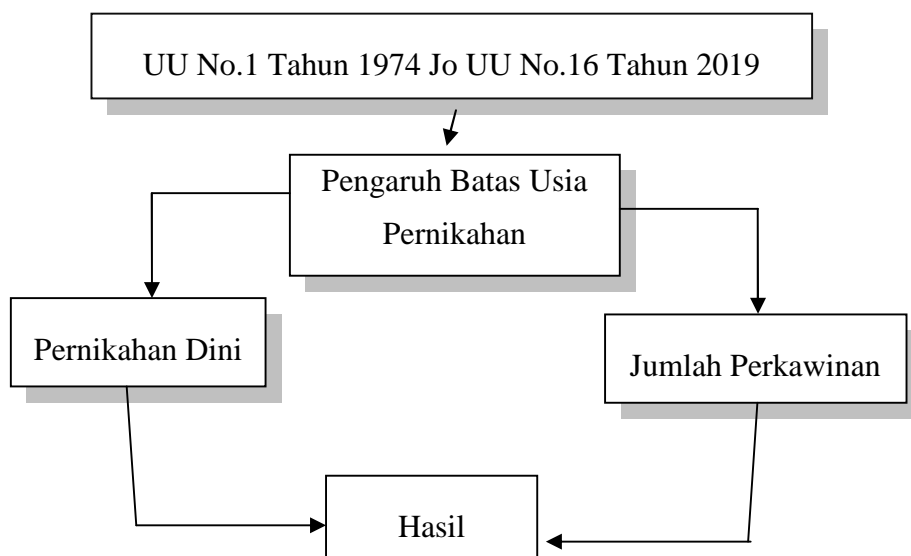 UU No.1 Tahun 1974 Jo UU No.16 Tahun 2019
Pengaruh Batas Usia
Pernikahan
Pernikahan Dini
Jumlah Perkawinan
Hasil